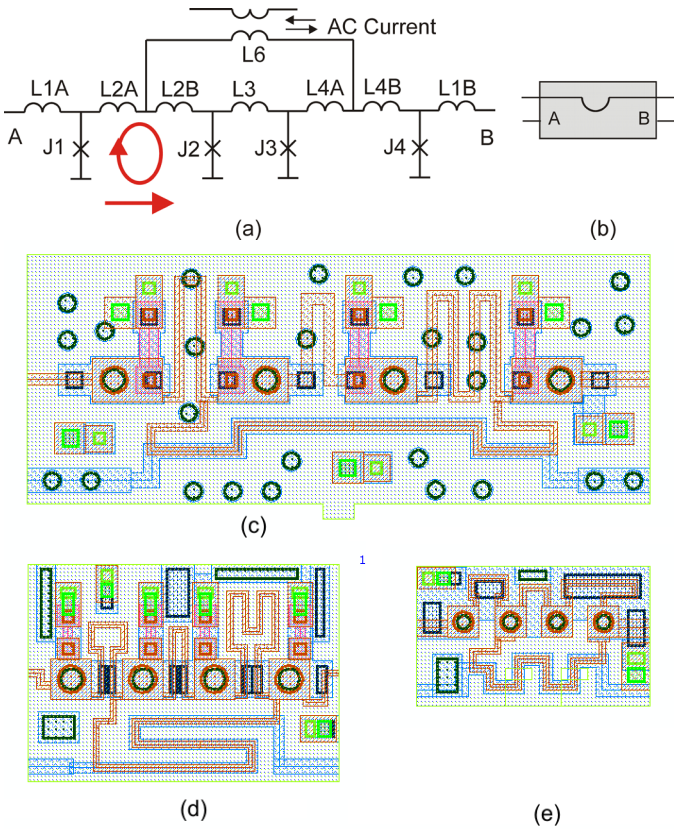 AC Current
L6
L1A L2A L2B L3 L4A L4B L1B
A J1 J2 J3 J4 B
A B
(a) (b)
(c)
1
(d) (e)